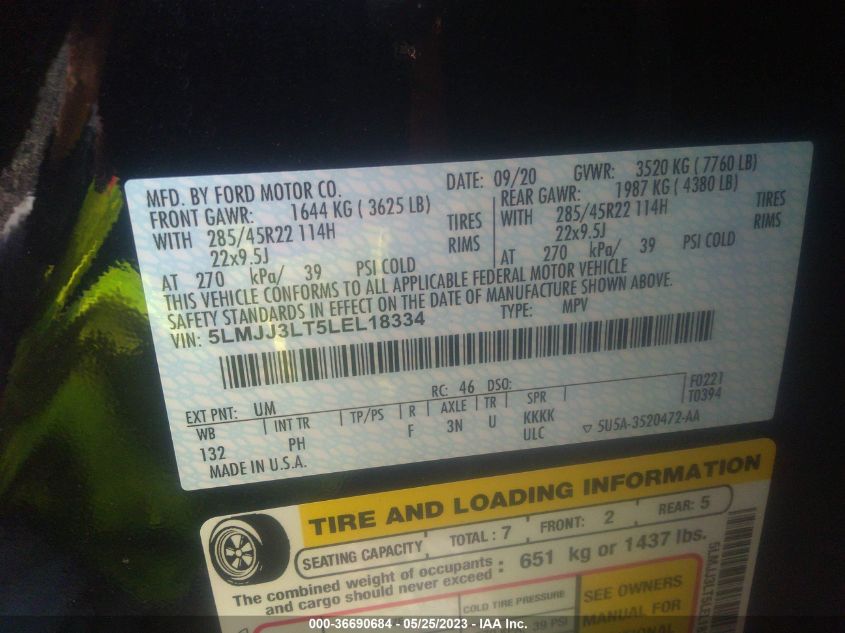 MFD. BY FORD MOTOR CO. DATE: 09/20 GVWR: 3520 KG ( 7760 LB)
FRONT GAWR: 1644 KG ( 3625 LB) REAR GAWR: 1987 KG ( 4380 LB)
WITH 285/45R22 114H TIRES WITH 285/45R22 114H TIRES
22x9.5J RIMS 22x9.5J RIMS
AT 270 kPa/ 39 PSI COLD AT 270 kPa/ 39 PSI COLD
THIS VEHICLE CONFORMS TO ALL APPLICABLE FEDERAL MOTOR VEHICLE
SAFETY STANDARDS IN EFFECT ON THE DATE OF MANUFACTURE SHOWN ABOVE.
VIN: 5LMJJ3LT5LEL18334 TYPE: MPV
EXT PNT: UM RC: 46 DSO: F0221
WB INT TR TP/PS R AXLE TR SPR T0394
132 PH F 3N U KKKK
ULC ▽ 5U5A-3520472-AA
MADE IN U.S.A.
TIRE AND LOADING INFORMATION
SEATING CAPACITY TOTAL : 7 FRONT: 2 REAR: 5
The combined weight of occupants and cargo should never exceed : 651 kg or 1437 lbs.
COLD TIRE PRESSURE SEE OWNERS
39 PSI MANUAL FOR
000-36690684 - 05/25/2023 - IAA Inc.